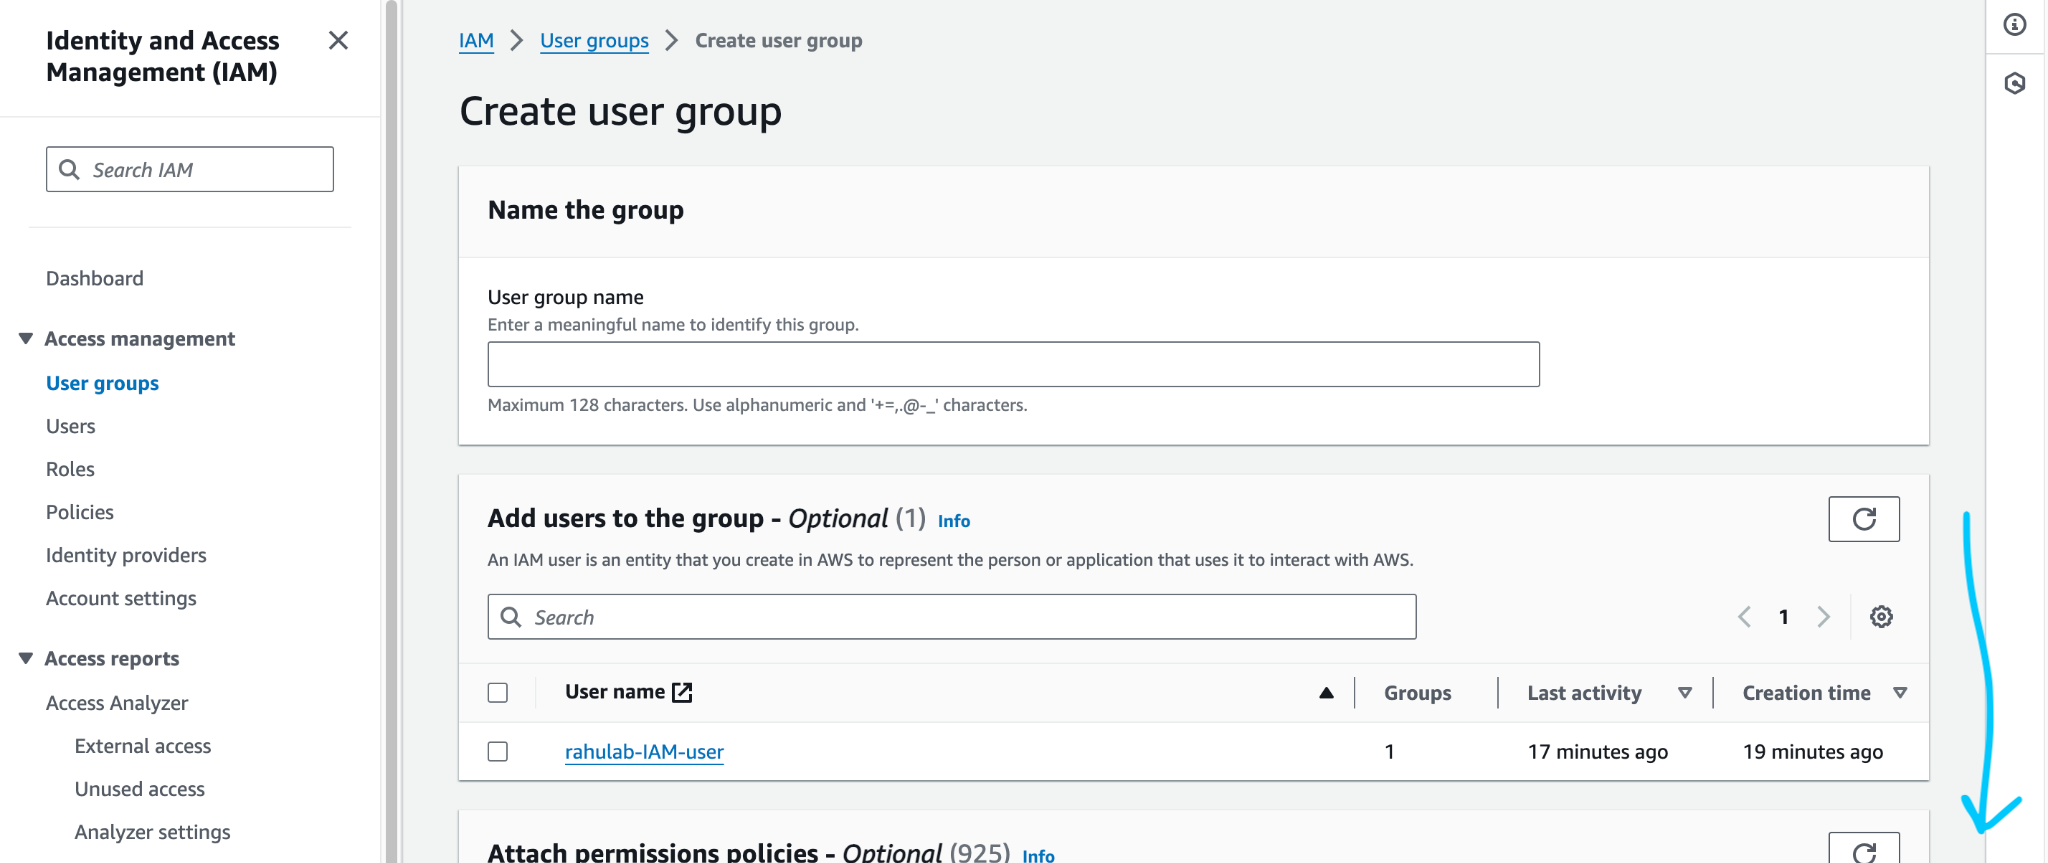 Identity and Access
Management (IAM)
Search IAM
Dashboard
Access management
User groups
Users
Roles
Policies
Identity providers
Account settings
Access reports
Access Analyzer
External access
Unused access
Analyzer settings
IAM > User groups > Create user group
Create user group
Name the group
User group name
Enter a meaningful name to identify this group.
Maximum 128 characters. Use alphanumeric and '+=,.@-_' characters.
Add users to the group - Optional (1) Info
An IAM user is an entity that you create in AWS to represent the person or application that uses it to interact with AWS.
Search
1
User name Groups Last activity Creation time
rahulab-IAM-user 1 17 minutes ago 19 minutes ago
Attach permissions policies - Optional (925) Info